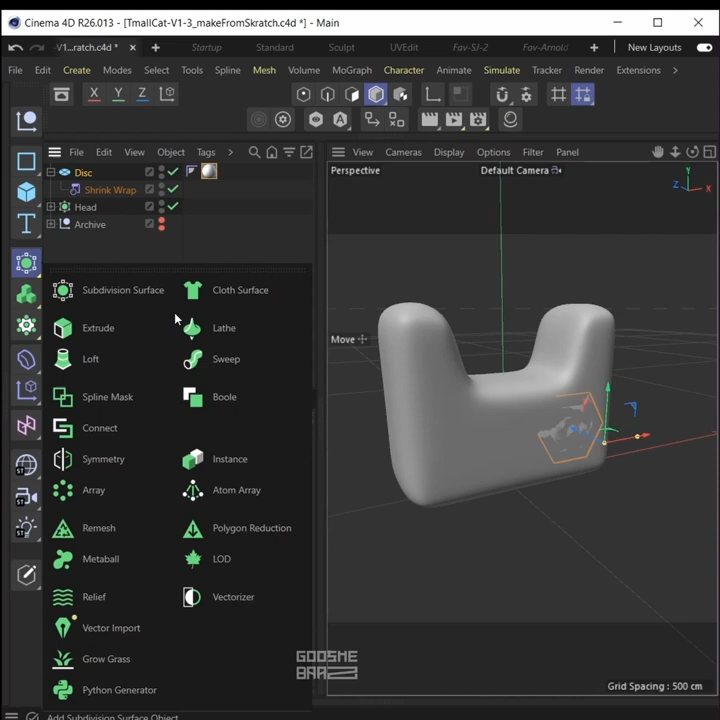 Cinema 4D R26.013 - [TmallCat-V1-3_makeFromSkratch.c4d *] - Main
V1...ratch.c4d * Startup Standard Sculpt UVEdit Fav-SJ-2 Fav-Arnold New Layouts
File Edit Create Modes Select Tools Spline Mesh Volume MoGraph Character Animate Simulate Tracker Render Extensions
X Y Z
File Edit View Object Tags
View Cameras Display Options Filter Panel
Disc
Shrink Wrap
Head
Archive
Perspective Default Camera
Y
Z X
Move
Subdivision Surface Cloth Surface
Extrude Lathe
Loft Sweep
Spline Mask Boole
Connect
Symmetry Instance
Array Atom Array
Remesh Polygon Reduction
Metaball LOD
Relief Vectorizer
Vector Import
Grow Grass
Python Generator
Grid Spacing : 500 cm
Add Subdivision Surface Object